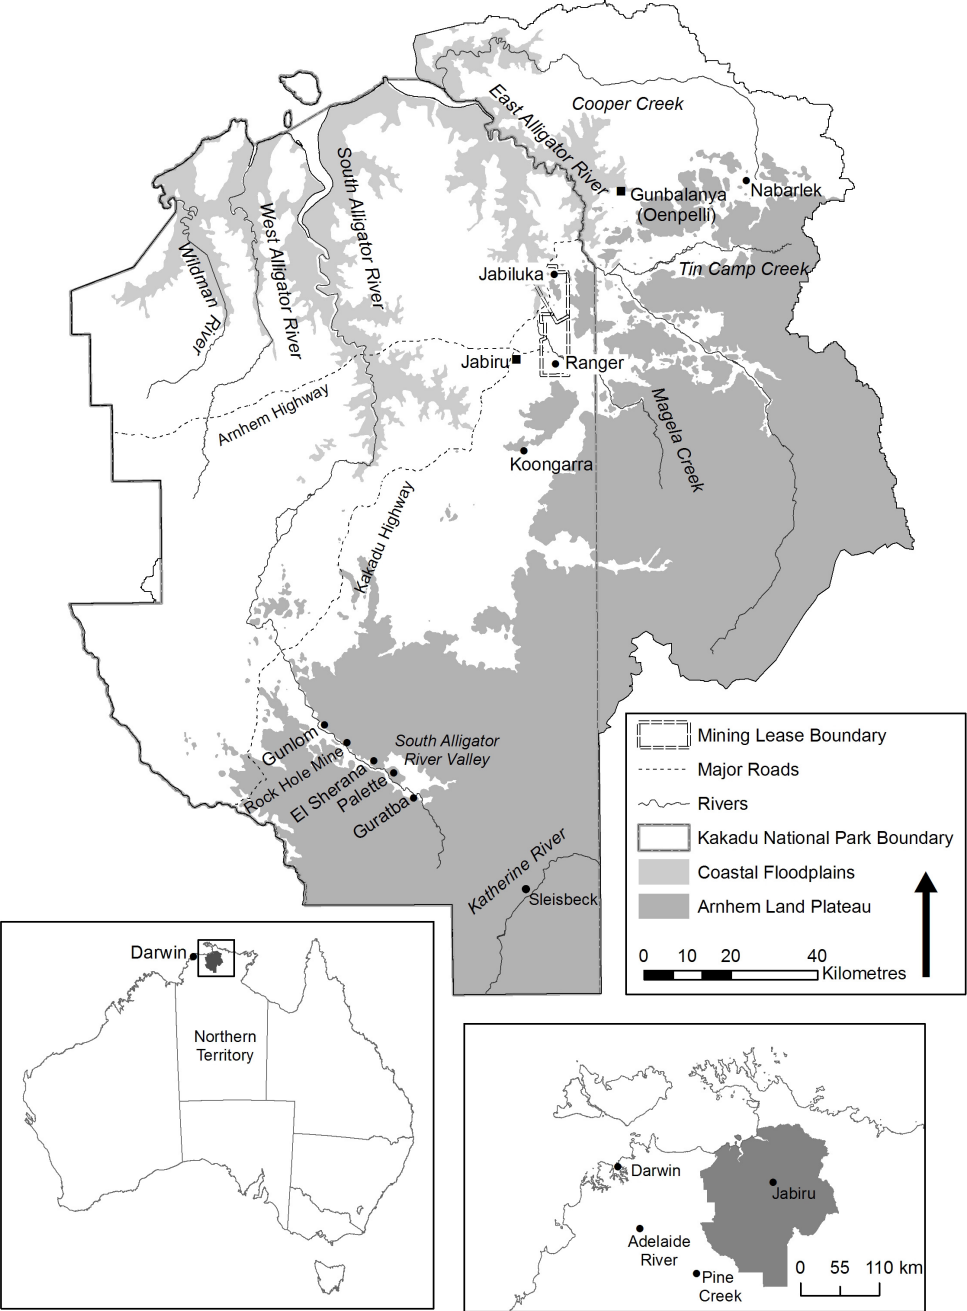 East Alligator River
Cooper Creek
South Alligator River
Gunbalanya
(Oenpelli)
Nabarlek
West Alligator River
Wildman River
Tin Camp Creek
Jabiluka
Jabiru
Ranger
Arnhem Highway
Magela Creek
Koongarra
Kakadu Highway
Gunlom
Rock Hole Mine
El Sherana
Palette
Guratba
South Alligator
River Valley
Katherine River
Sleisbeck
Mining Lease Boundary
Major Roads
Rivers
Kakadu National Park Boundary
Coastal Floodplains
Arnhem Land Plateau
0 10 20 40
Kilometres
Darwin
Northern
Territory
Darwin
Jabiru
Adelaide
River
Pine
Creek
0 55 110 km